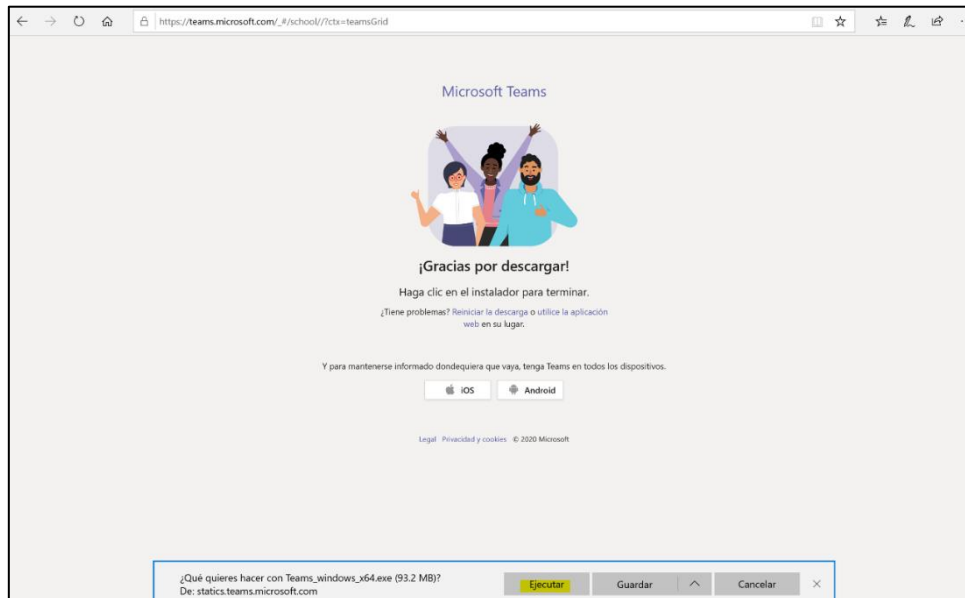 https://teams.microsoft.com/_#/school//?ctx=teamsGrid
Microsoft Teams
¡Gracias por descargar!
Haga clic en el instalador para terminar.
¿Tiene problemas? Reiniciar la descarga o utilice la aplicación
web en su lugar.
Y para mantenerse informado dondequiera que vaya, tenga Teams en todos los dispositivos.
iOS Android
Legal Privacidad y cookies © 2020 Microsoft
¿Qué quieres hacer con Teams_windows_x64.exe (93.2 MB)?
De: statics.teams.microsoft.com
Ejecutar Guardar Cancelar